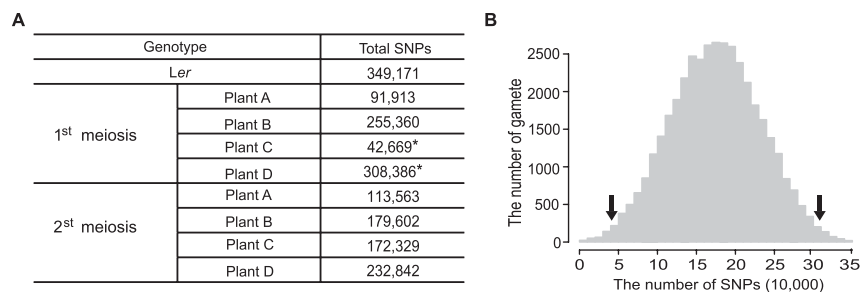 A
Genotype Total SNPs
Ler 349,171
1st meiosis
Plant A 91,913
Plant B 255,360
Plant C 42,669*
Plant D 308,386*
2st meiosis
Plant A 113,563
Plant B 179,602
Plant C 172,329
Plant D 232,842
B
The number of gamete
2500
2000
1500
1000
500
0
0 5 10 15 20 25 30 35
The number of SNPs (10,000)